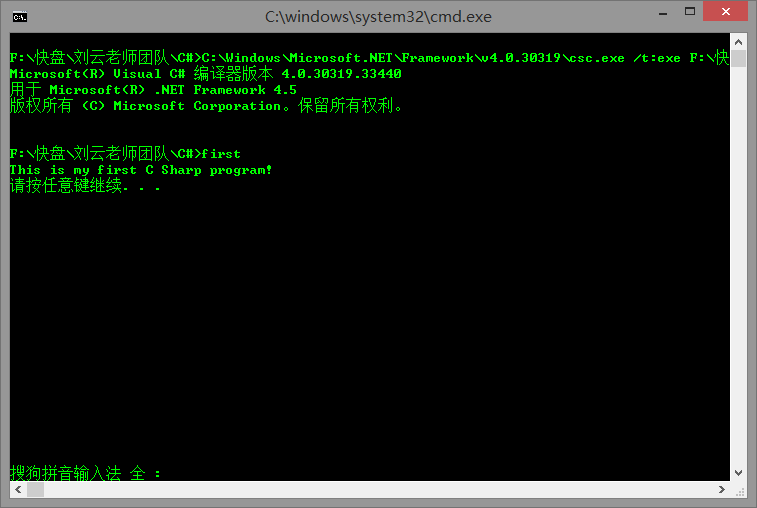 C:\windows\system32\cmd.exe
F:\快盘\刘云老师团队\C#>C:\Windows\Microsoft.NET\Framework\v4.0.30319\csc.exe /t:exe F:\快
Microsoft(R) Visual C# 编译器版本 4.0.30319.33440
用于 Microsoft(R) .NET Framework 4.5
版权所有 (C) Microsoft Corporation。保留所有权利。
F:\快盘\刘云老师团队\C#>first
This is my first C Sharp program!
请按任意键继续. . .
搜狗拼音输入法 全 :